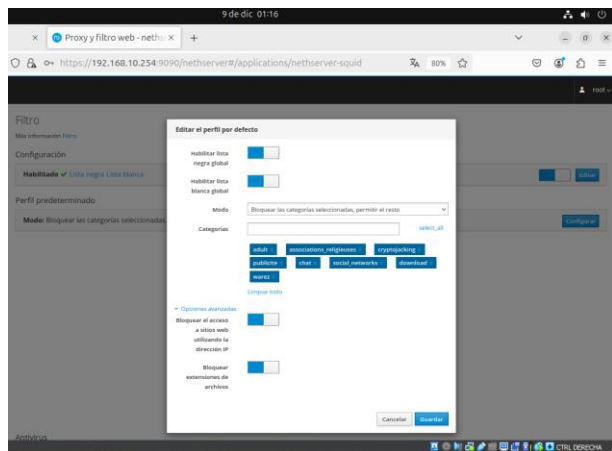 9 de dic 01:16
Proxy y filtro web - neths
https://192.168.10.254:9090/nethserver#/applications/nethserver-squid
80%
root
Filtro
Más información Filtro
Configuración
Habilitado ✔ Lista negra Lista blanca
Editar
Perfil predeterminado
Modo: Bloquear las categorías seleccionadas,
Configurar
Editar el perfil por defecto
Habilitar lista
negra global
Habilitar lista
blanca global
Modo
Bloquear las categorías seleccionadas, permitir el resto
Categorías
select_all
adult
associations_religieuses
cryptojacking
publicite
chat
social_networks
download
warez
Limpiar todo
Opciones avanzadas
Bloquear el acceso
a sitios web
utilizando la
dirección IP
Bloquear
extensiones de
archivos
Cancelar
Guardar
Antivirus
CTRL DERECHA